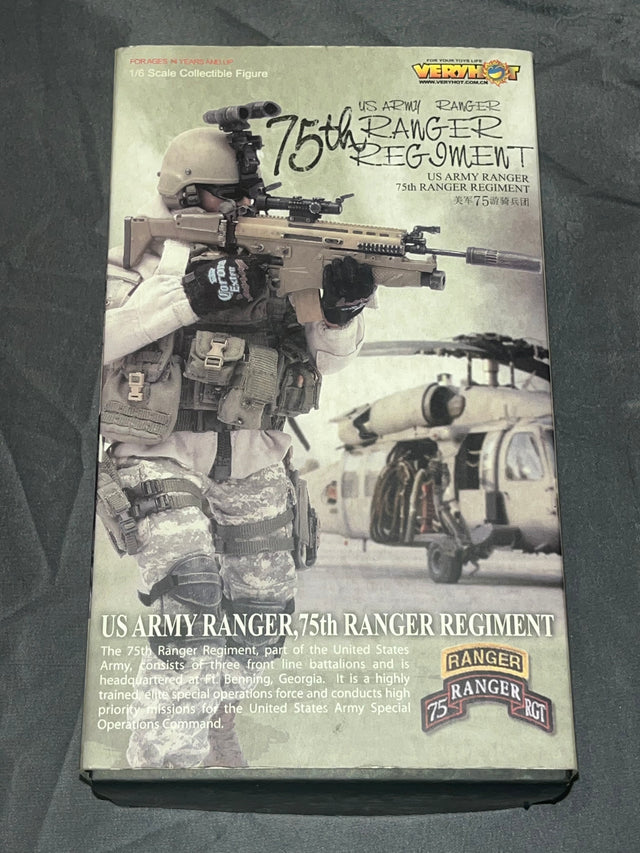 FOR AGES 14 YEARS AND UP
1/6 Scale Collectible Figure
FOR YOUR TOYS LIFE
VERYHOT
WWW.VERYHOT.COM.CN
US ARMY RANGER
75th RANGER
REGIMENT
US ARMY RANGER
75th RANGER REGIMENT
美军75游骑兵团
Corona
Extra
US ARMY RANGER,75th RANGER REGIMENT
The 75th Ranger Regiment, part of the United States
Army, consists of three front line battalions and is
headquartered at Ft. Benning, Georgia. It is a highly
trained, elite special operations force and conducts high
priority missions for the United States Army Special
Operations Command.
RANGER
75 RANGER RGT